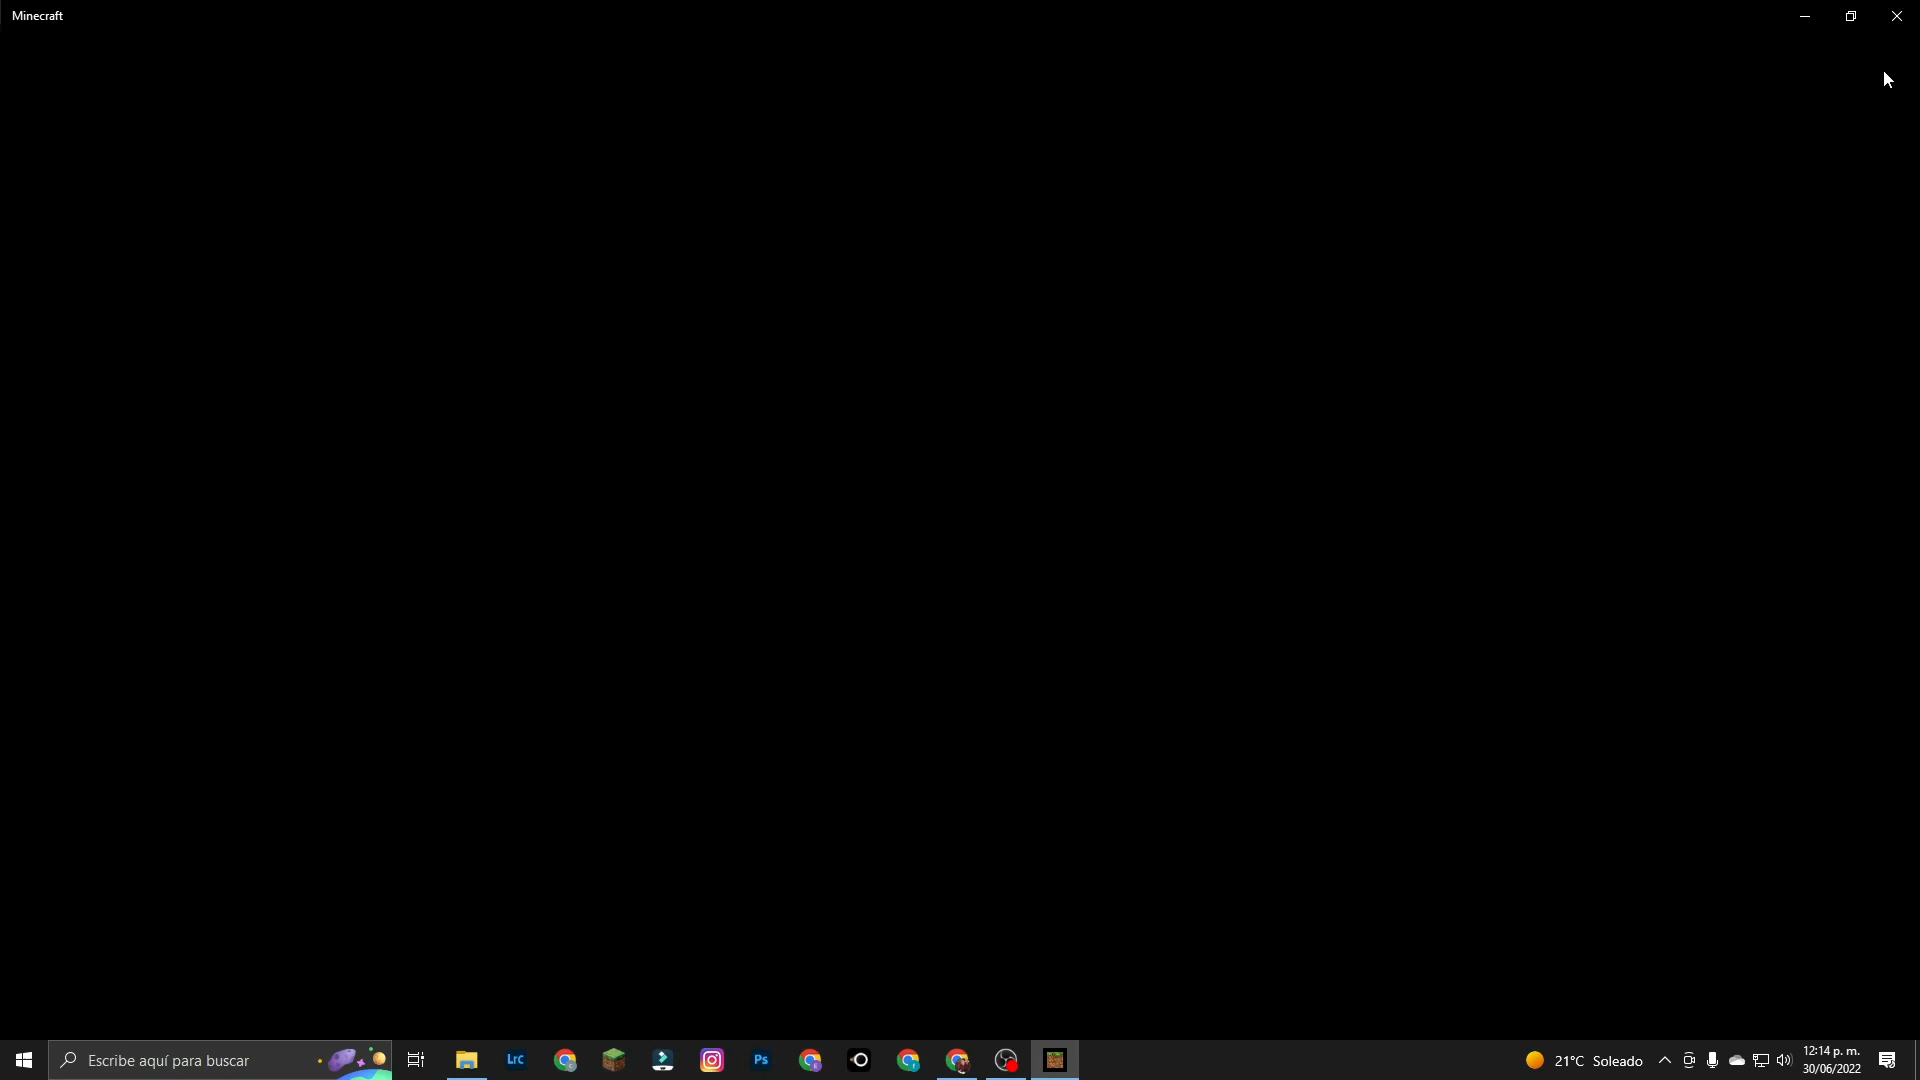 Minecraft
Escribe aquí para buscar
Lrc
Ps
21°C Soleado
12:14 p. m.
30/06/2022